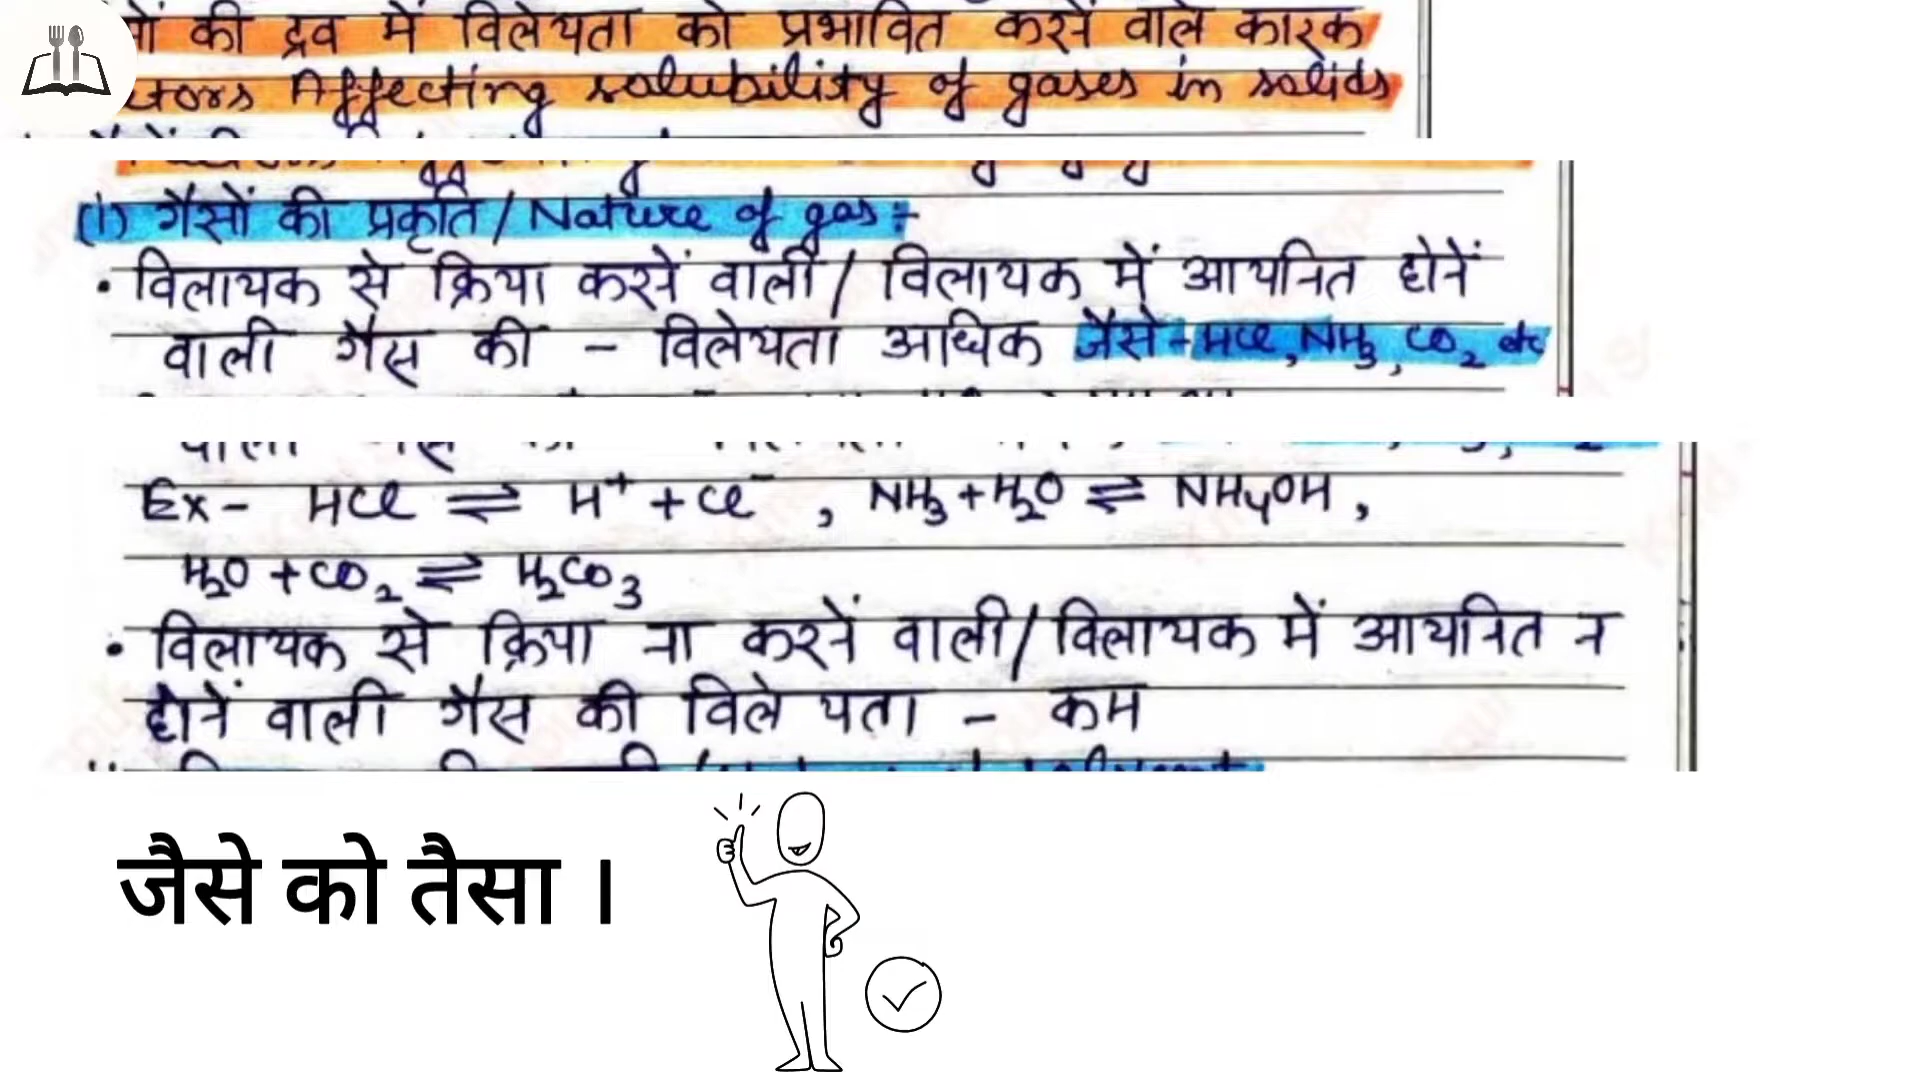 की द्रव में विलेयता को प्रभावित करनें वाले कारक
ctors Affecting solubility of gases in solids
(1) गैसों की प्रकृति / Nature of gas :-
• विलायक से क्रिया करनें वाली / विलायक में आयनित होनें
वाली गैस की - विलेयता अधिक जैसे - HCl, NH3, CO2 etc
Ex - HCl ⇌ H⁺ + Cl⁻ , NH3 + H2O ⇌ NH4OH ,
H2O + CO2 ⇌ H2CO3
• विलायक से क्रिया ना करनें वाली / विलायक में आयनित न
होनें वाली गैस की विलेयता - कम
जैसे को तैसा ।